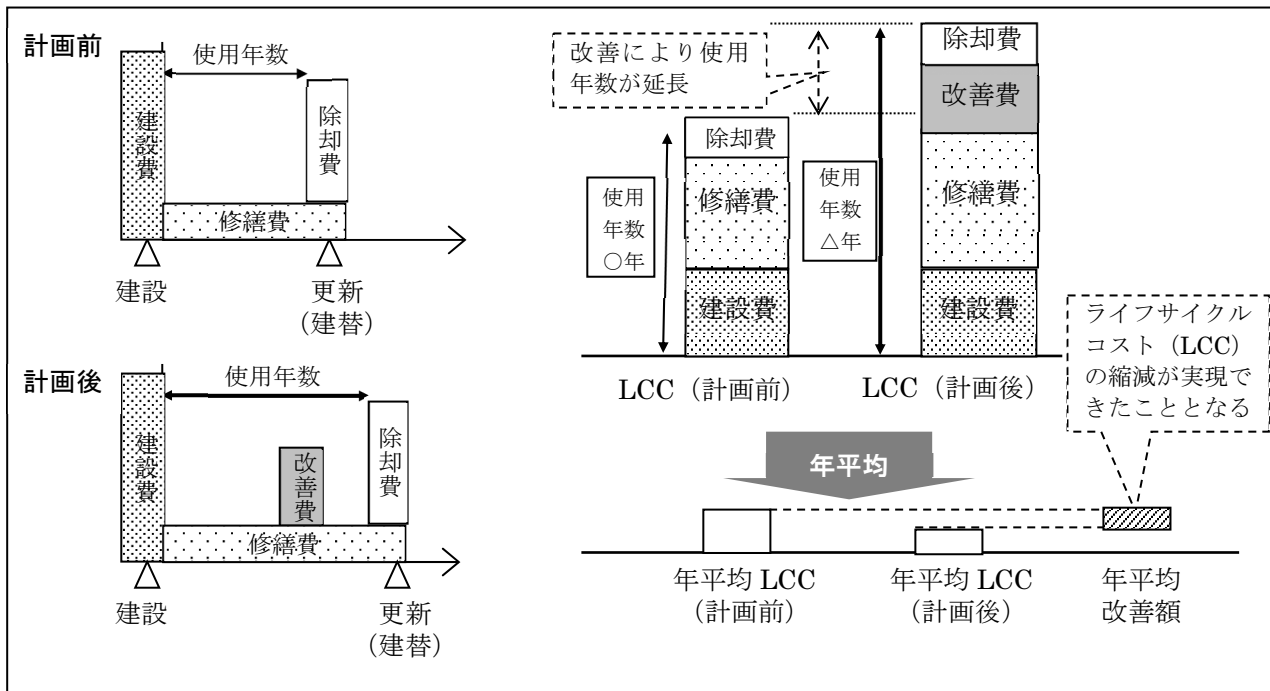 計画前
使用年数
建設費
除却費
修繕費
建設
更新
（建替）
計画後
使用年数
建設費
改善費
除却費
修繕費
建設
更新
（建替）
改善により使用
年数が延長
除却費
修繕費
建設費
使用
年数
○年
除却費
改善費
修繕費
建設費
使用
年数
△年
LCC（計画前）
LCC（計画後）
ライフサイクル
コスト（LCC）
の縮減が実現で
きたこととなる
年平均
年平均 LCC
（計画前）
年平均 LCC
（計画後）
年平均
改善額